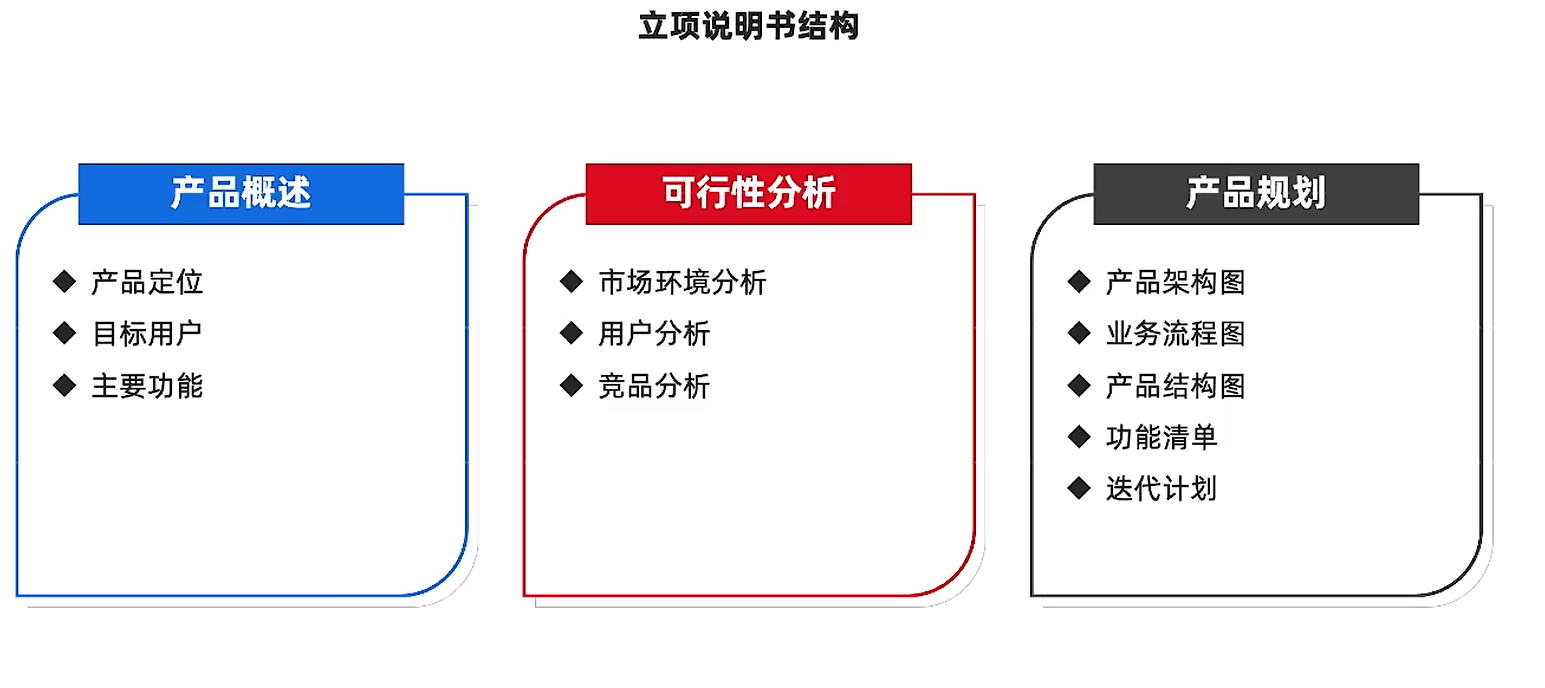 立项说明书结构
产品概述
产品定位
目标用户
主要功能
可行性分析
市场环境分析
用户分析
竞品分析
产品规划
产品架构图
业务流程图
产品结构图
功能清单
迭代计划